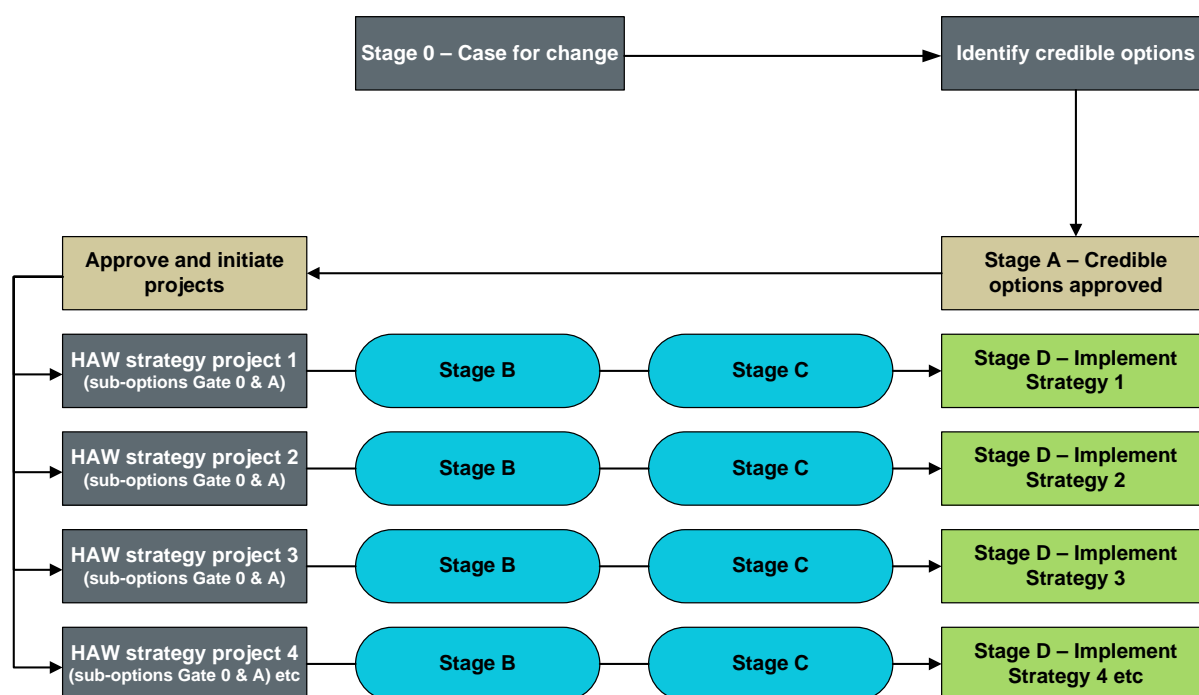 Stage 0 – Case for change
Identify credible options
Approve and initiate
projects
Stage A – Credible
options approved
HAW strategy project 1
(sub-options Gate 0 & A)
Stage B
Stage C
Stage D – Implement
Strategy 1
HAW strategy project 2
(sub-options Gate 0 & A)
Stage B
Stage C
Stage D – Implement
Strategy 2
HAW strategy project 3
(sub-options Gate 0 & A)
Stage B
Stage C
Stage D – Implement
Strategy 3
HAW strategy project 4
(sub-options Gate 0 & A) etc
Stage B
Stage C
Stage D – Implement
Strategy 4 etc